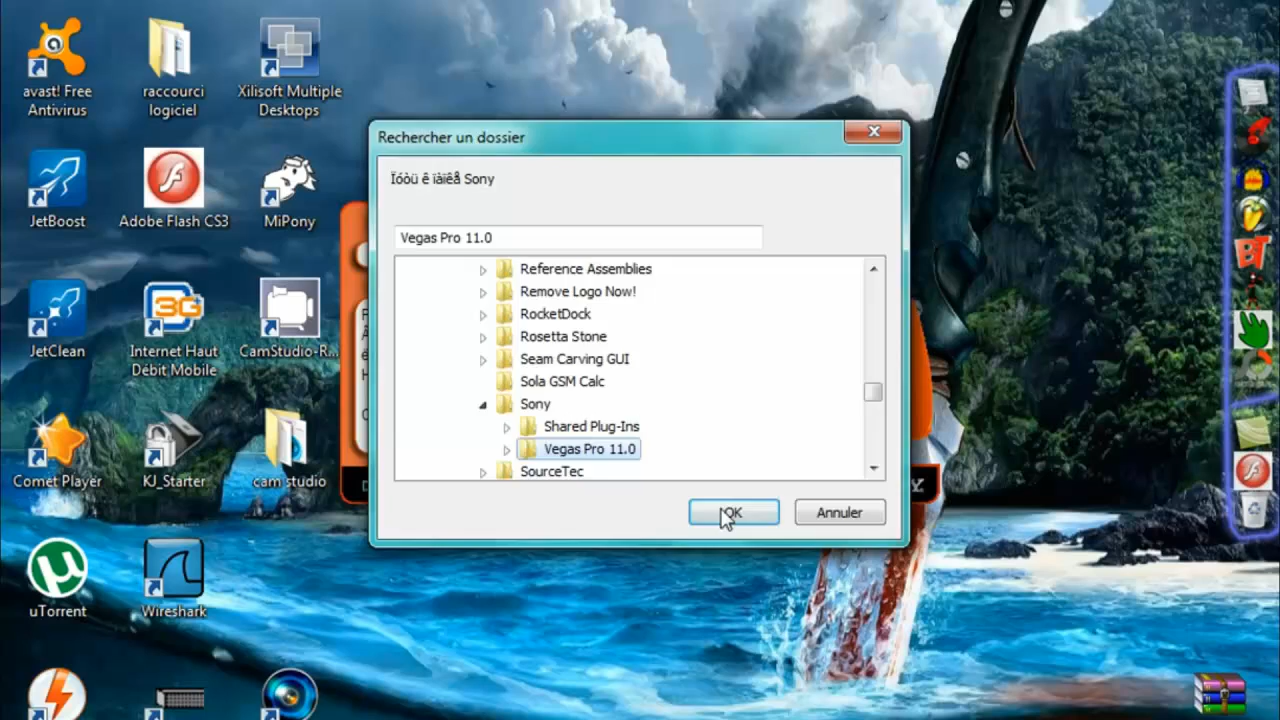 avast! Free
Antivirus
raccourci
logiciel
Xilisoft Multiple
Desktops
JetBoost
Adobe Flash CS3
MiPony
JetClean
Internet Haut
Débit Mobile
CamStudio-R...
Comet Player
KJ_Starter
cam studio
uTorrent
Wireshark
Rechercher un dossier
Ïóòü ê ïàïêå Sony
Vegas Pro 11.0
Reference Assemblies
Remove Logo Now!
RocketDock
Rosetta Stone
Seam Carving GUI
Sola GSM Calc
Sony
Shared Plug-Ins
Vegas Pro 11.0
SourceTec
OK
Annuler